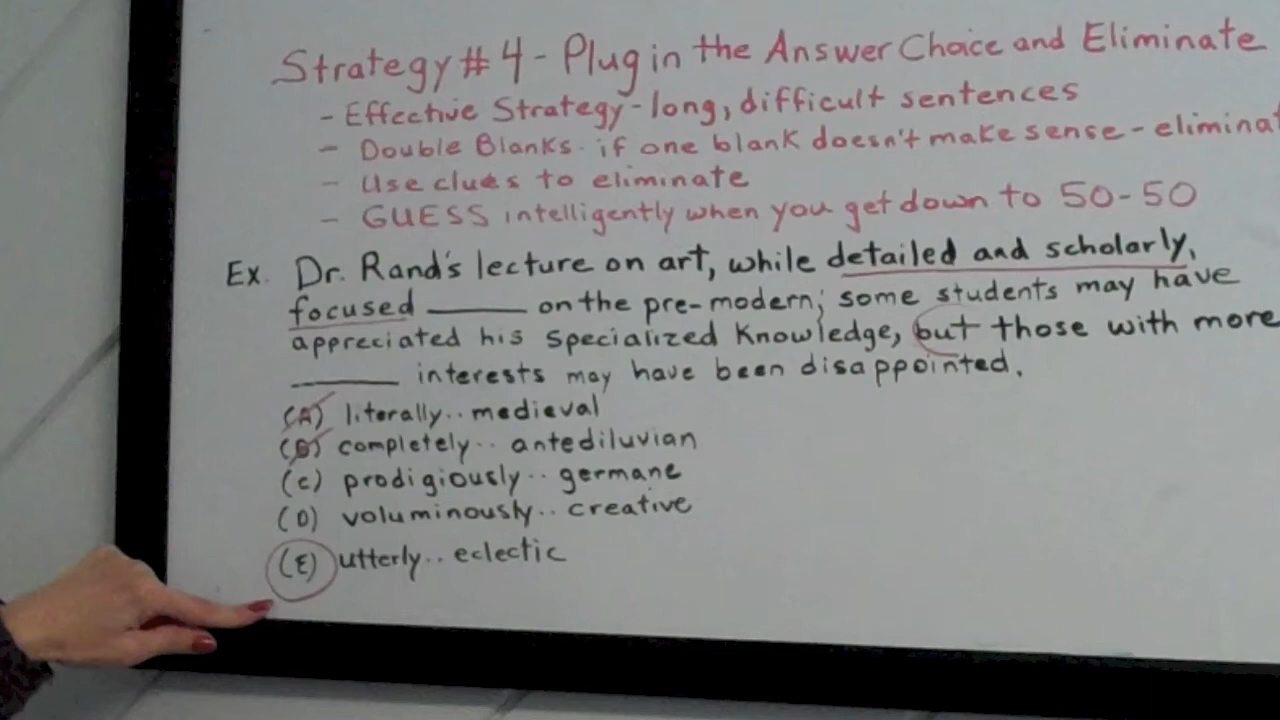 Strategy # 4 - Plug in the Answer Choice and Eliminate
- Effective Strategy - long, difficult sentences
- Double Blanks. if one blank doesn't make sense - eliminat
- Use clues to eliminate
- GUESS intelligently when you get down to 50-50
Ex. Dr. Rand's lecture on art, while detailed and scholarly,
focused ______ on the pre-modern; some students may have
appreciated his specialized knowledge, but those with more
______ interests may have been disappointed.
(A) literally.. medieval
(B) completely.. antediluvian
(C) prodigiously.. germane
(D) voluminously.. creative
(E) utterly.. eclectic